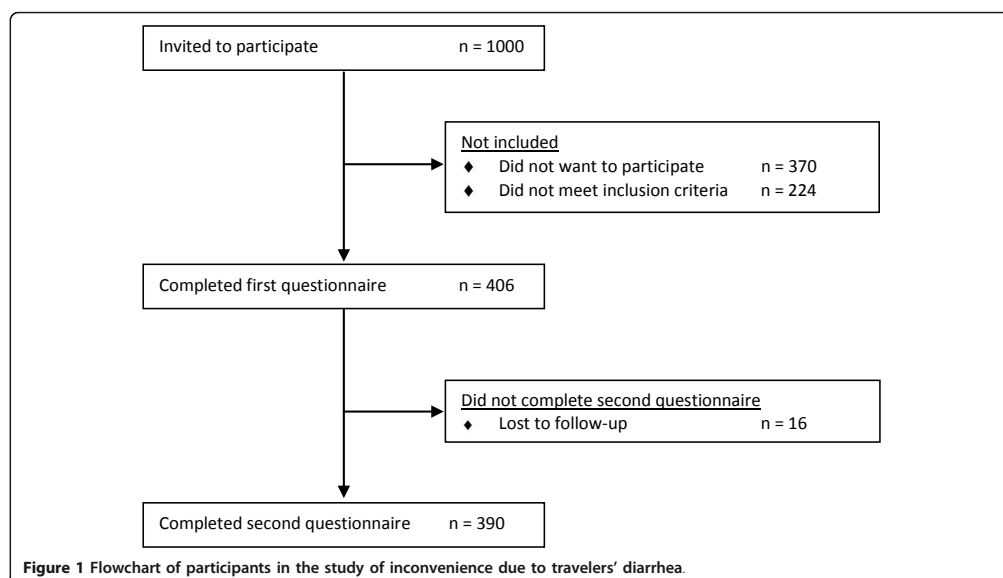 Invited to participate n = 1000
Not included
♦ Did not want to participate n = 370
♦ Did not meet inclusion criteria n = 224
Completed first questionnaire n = 406
Did not complete second questionnaire
♦ Lost to follow-up n = 16
Completed second questionnaire n = 390
Figure 1 Flowchart of participants in the study of inconvenience due to travelers’ diarrhea.